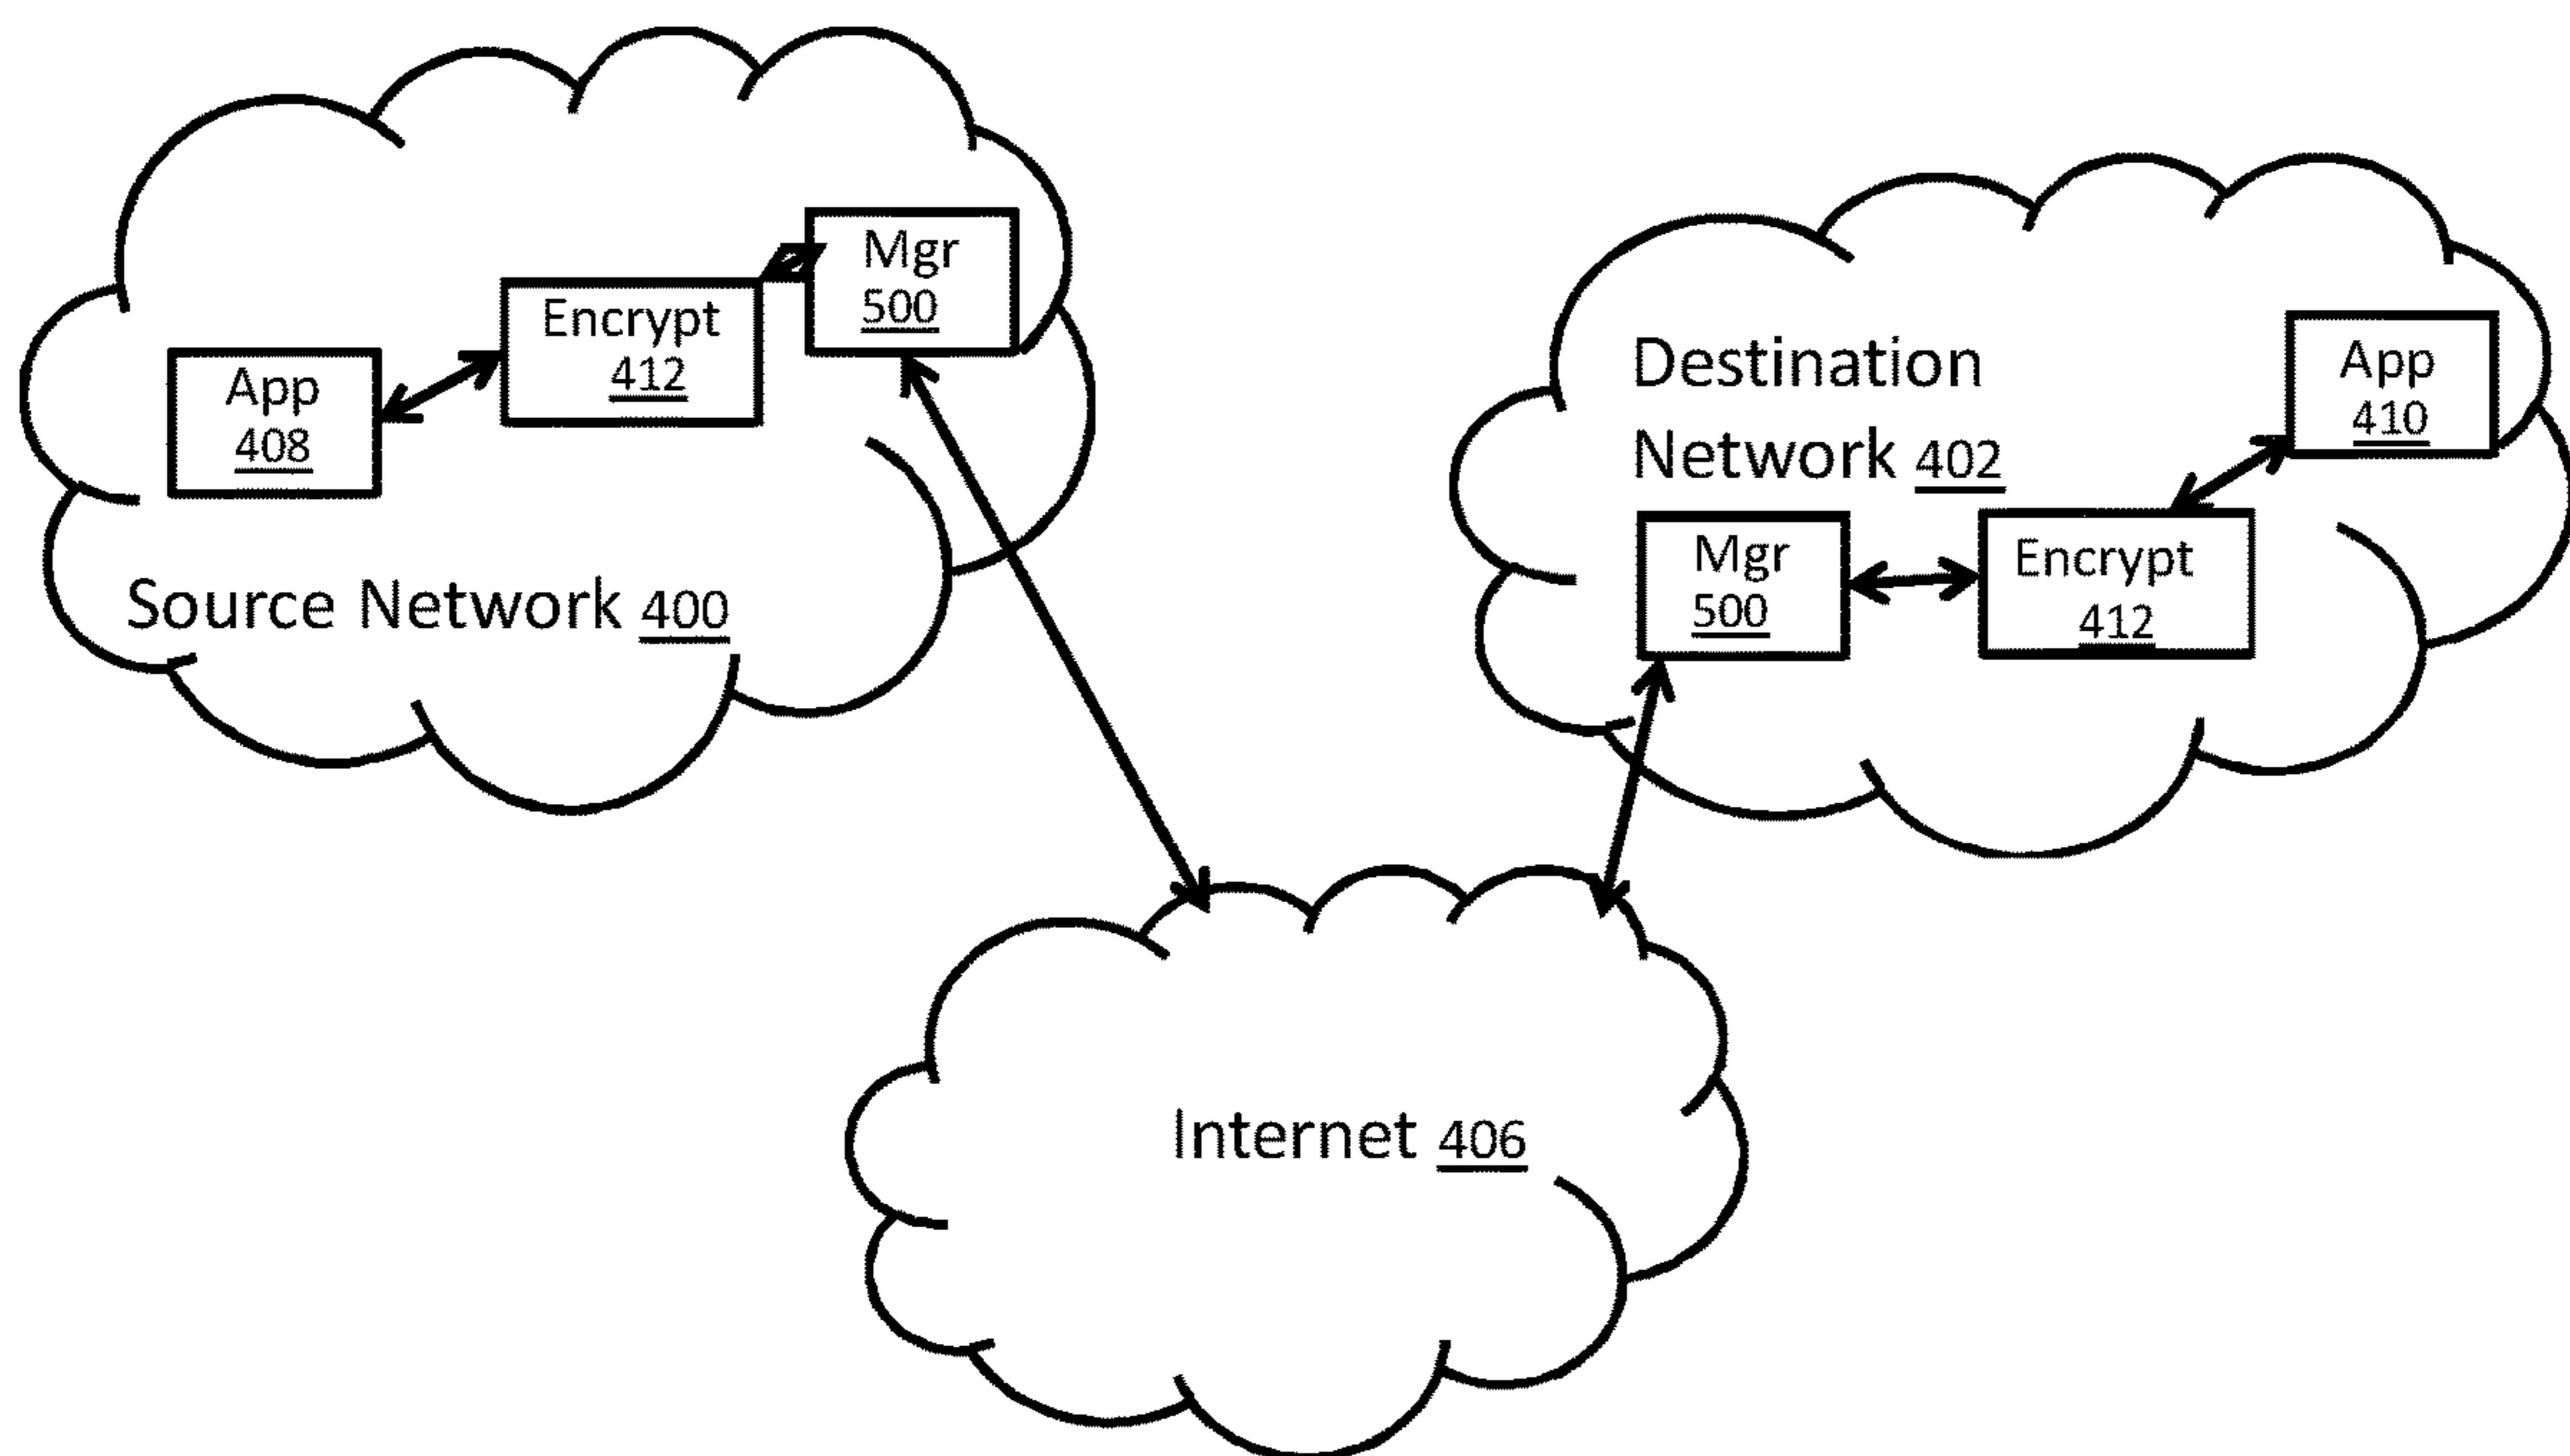 Mgr
500
Encrypt
412
App
408
Source Network 400
Destination
Network 402
App
410
Mgr
500
Encrypt
412
Internet 406